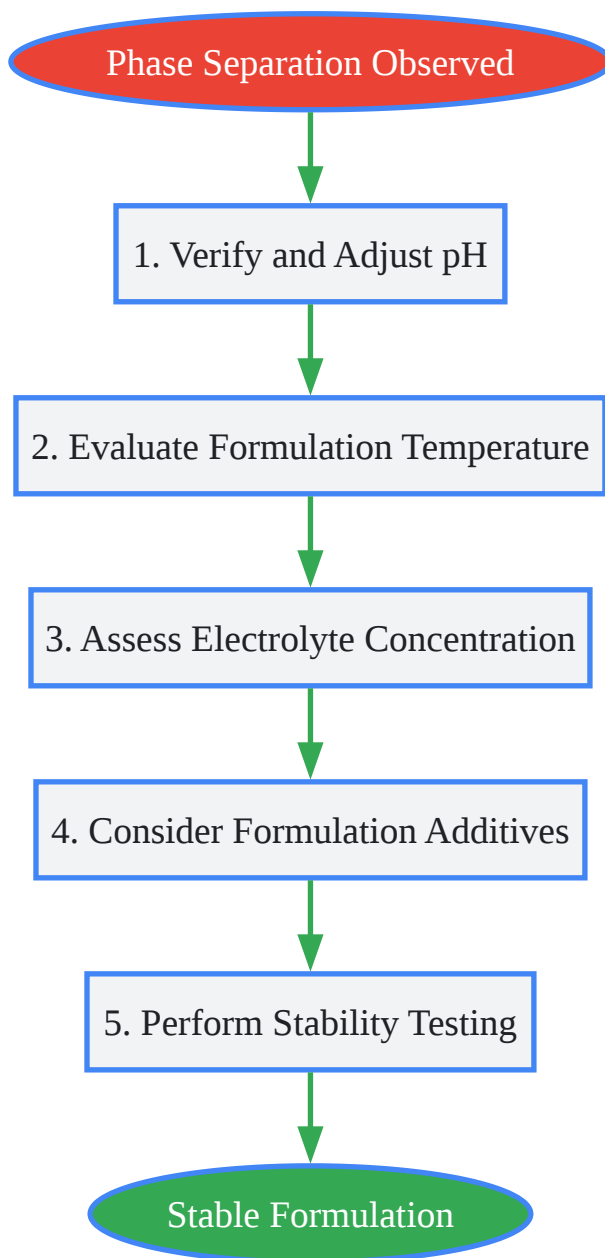 Phase Separation Observed
1. Verify and Adjust pH
2. Evaluate Formulation Temperature
3. Assess Electrolyte Concentration
4. Consider Formulation Additives
5. Perform Stability Testing
Stable Formulation